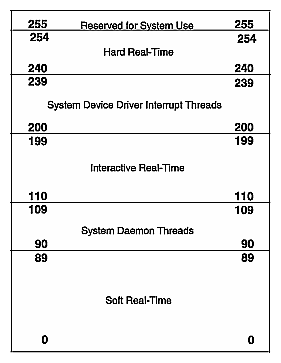 255 Reserved for System Use 255
254 254
Hard Real-Time
240 240
239 239
System Device Driver Interrupt Threads
200 200
199 199
Interactive Real-Time
110 110
109 109
System Daemon Threads
90 90
89 89
Soft Real-Time
0 0